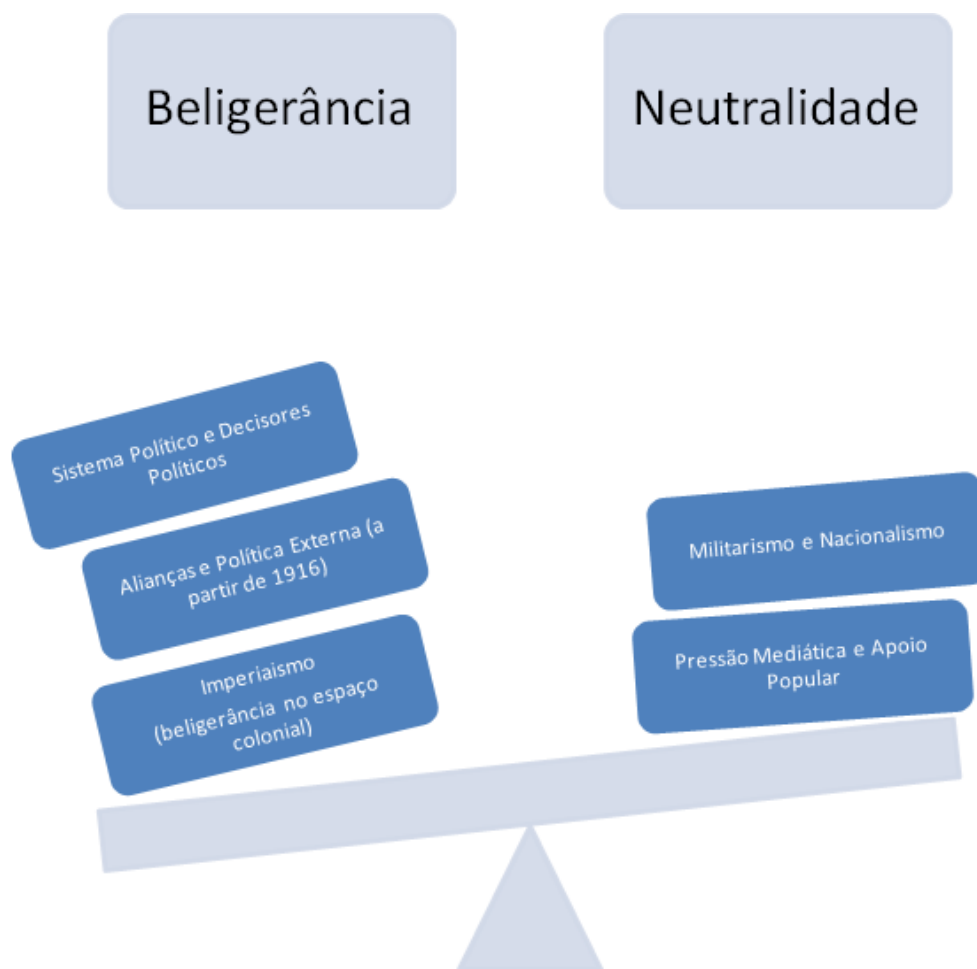 Beligerância
Neutralidade
Sistema Político e Decisores
Políticos
Alianças e Política Externa (a
partir de 1916)
Imperiaismo
(beligerância no espaço
colonial)
Militarismo e Nacionalismo
Pressão Mediática e Apoio
Popular